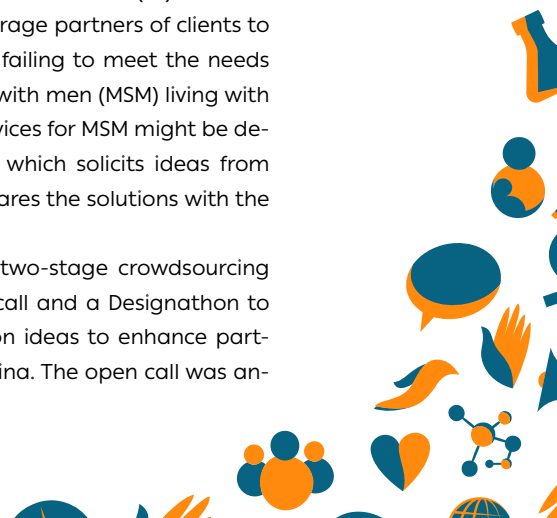 rage partners of clients to
failing to meet the needs
with men (MSM) living with
vices for MSM might be de-
which solicits ideas from
ares the solutions with the
two-stage crowdsourcing
call and a Designathon to
on ideas to enhance part-
ina. The open call was an-